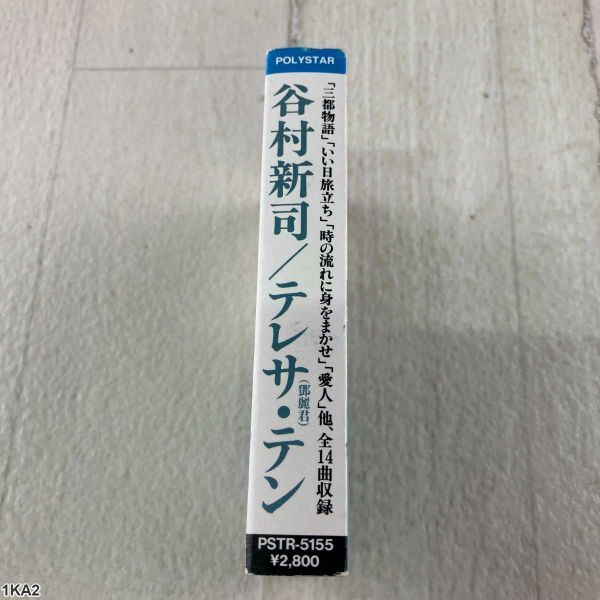 POLYSTAR
「三都物語」「いい日旅立ち」「時の流れに身をまかせ」「愛人」他、全14曲収録
谷村新司／テレサ・テン
(鄧麗君)
PSTR-5155
¥2,800
1KA2